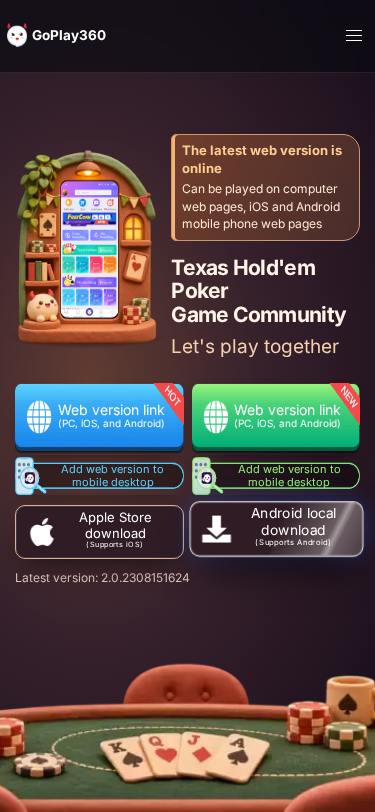 GoPlay360
The latest web version is
online
Can be played on computer
web pages, iOS and Android
mobile phone web pages
Texas Hold'em
Poker
Game Community
Let's play together
HOT
Web version link
(PC, iOS, and Android)
NEW
Web version link
(PC, iOS, and Android)
Add web version to
mobile desktop
Add web version to
mobile desktop
Apple Store
download
(Supports iOS)
Android local
download
(Supports Android)
Latest version: 2.0.2308151624
K
Q
J
A